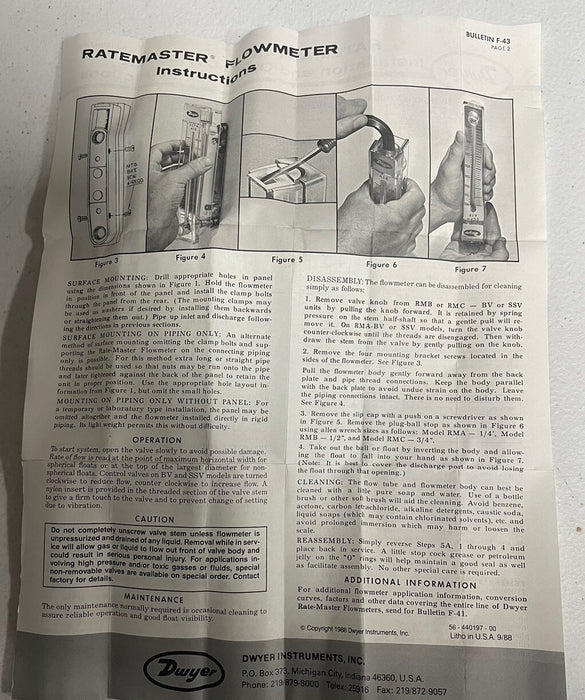 BULLETIN F-43
PAGE 2
RATEMASTER® FLOWMETER
Instructions
Dwyer
Figure 3
Figure 4
Figure 5
Figure 6
Figure 7
SURFACE MOUNTING: Drill appropriate holes in panel
using the dimensions shown in Figure 1. Hold the flowmeter
in position in front of the panel and install the clamp bolts
through the panel from the rear. (The mounting clamps may
be used as washers if desired by installing them backwards
or straightening them out.) Pipe up inlet and discharge follow-
ing the directions in previous sections.
SURFACE MOUNTING ON PIPING ONLY: An alternate
method of surface mounting omitting the clamp bolts and sup-
porting the Rate-Master Flowmeter on the connecting piping
only is possible. For this method extra long or straight pipe
threads should be used so that nuts may be run onto the pipe
and later tightened against the back of the panel to retain the
unit in proper position. Use the appropriate hole layout in-
formation from Figure 1, but omit the small holes.
MOUNTING ON PIPING ONLY WITHOUT PANEL: For
a temporary or laboratory type installation, the panel may be
omitted altogether and the flowmeter installed directly in rigid
piping. Its light weight permits this without difficulty.
OPERATION
To start system, open the valve slowly to avoid possible damage.
Rate of flow is read at the point of maximum horizontal width for
spherical floats or at the top of the largest diameter for non-
spherical floats. Control valves on BV and SSV models are turned
clockwise to reduce flow, counter clockwise to increase flow. A
nylon insert is provided in the threaded section of the valve stem
to give a firm touch to the valve and to prevent change of setting
due to vibration.
CAUTION
Do not completely unscrew valve stem unless flowmeter is
unpressurized and drained of any liquid. Removal while in serv-
ice will allow gas or liquid to flow out front of valve body and
could result in serious personal injury. For applications in-
volving high pressure and/or toxic gasses or fluids, special
non-removable valves are available on special order. Contact
factory for details.
MAINTENANCE
The only maintenance normally required is occasional cleaning to
assure reliable operation and good float visibility.
DISASSEMBLY: The flowmeter can be disassembled for cleaning
simply as follows:
1. Remove valve knob from RMB or RMC — BV or SSV
units by pulling the knob forward. It is retained by spring
pressure on the stem half-shaft so that a gentle pull will re-
move it. On RMA-BV or SSV models, turn the valve knob
counter-clockwise until the threads are disengaged. Then with-
draw the stem from the valve by gently pulling on the knob.
2. Remove the four mounting bracket screws located in the
sides of the flowmeter. See Figure 3.
Pull the flowmeter body gently forward away from the back
plate and pipe thread connections. Keep the body parallel
with the back plate to avoid undue strain on the body. Leave
the piping connections intact. There is no need to disturb them.
See Figure 4.
3. Remove the slip cap with a push on a screwdriver as shown
in Figure 5. Remove the plug-ball stop as shown in Figure 6
using allen wrench sizes as follows: Model RMA — 1/4", Model
RMB — 1/2", and Model RMC — 3/4".
4. Take out the ball or float by inverting the body and allow-
ing the float to fall into your hand as shown in Figure 7.
(Note: It is best to cover the discharge port to avoid losing
the float through that opening.)
CLEANING: The flow tube and flowmeter body can best be
cleaned with a little pure soap and water. Use of a bottle
brush or other soft brush will aid the cleaning. Avoid benzene,
acetone, carbon tetrachloride, alkaline detergents, caustic soda,
liquid soaps (which may contain chlorinated solvents), etc. and
avoid prolonged immersion which may harm or loosen the
scale.
REASSEMBLY: Simply reverse Steps 5A, 1 through 4 and
place back in service. A little stop cock grease or petroleum
jelly on the "O" rings will help maintain a good seal as well
as facilitate assembly. No other special care is required.
ADDITIONAL INFORMATION
For additional flowmeter application information, conversion
curves, factors and other data covering the entire line of Dwyer
Rate-Master Flowmeters, send for Bulletin F-41.
© Copyright 1988 Dwyer Instruments, Inc.
56 - 440197 - 00
Litho in U.S.A. 9/88
Dwyer
DWYER INSTRUMENTS, INC.
P.O. Box 373, Michigan City, Indiana 46360, U.S.A.
Phone: 219/879-8000 Telex: 25916 Fax: 219/872-9057